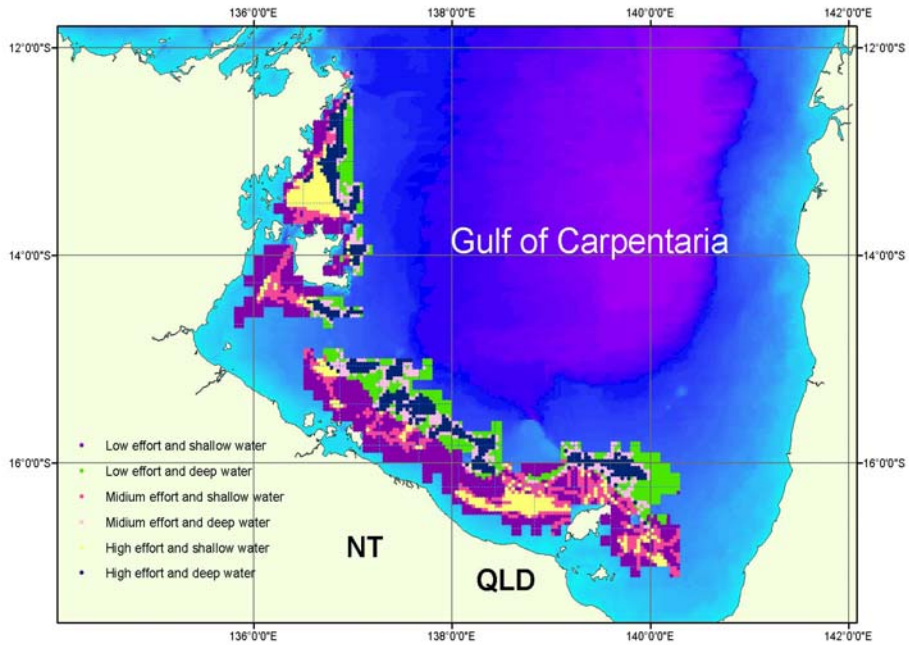 136°0'0"E 138°0'0"E 140°0'0"E 142°0'0"E
12°0'0"S 12°0'0"S
Gulf of Carpentaria
14°0'0"S 14°0'0"S
Low effort and shallow water
16°0'0"S 16°0'0"S
Low effort and deep water
Midium effort and shallow water
Midium effort and deep water
High effort and shallow water
High effort and deep water
NT
QLD
136°0'0"E 138°0'0"E 140°0'0"E 142°0'0"E